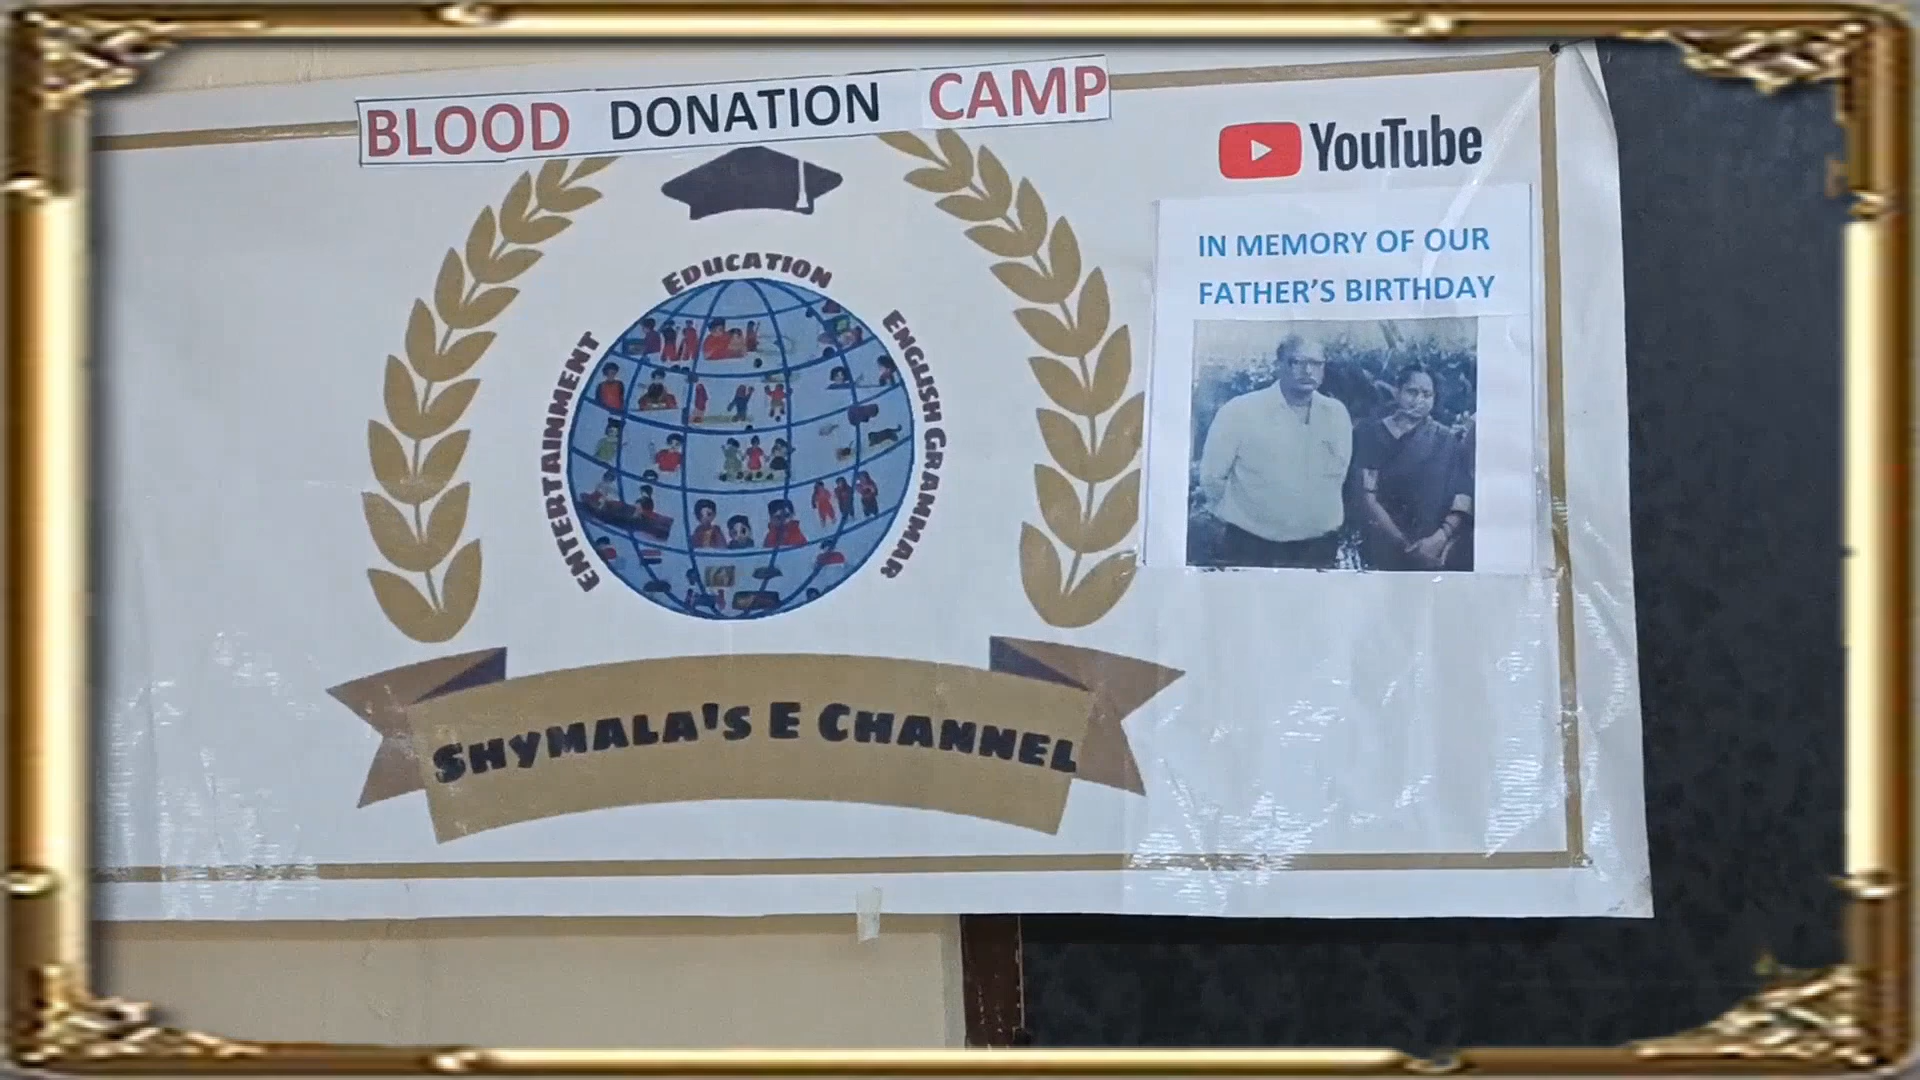 BLOOD DONATION CAMP
YouTube
IN MEMORY OF OUR
FATHER'S BIRTHDAY
EDUCATION
ENTERTAINMENT
ENGLISH GRAMMAR
SHYMALA'S E CHANNEL